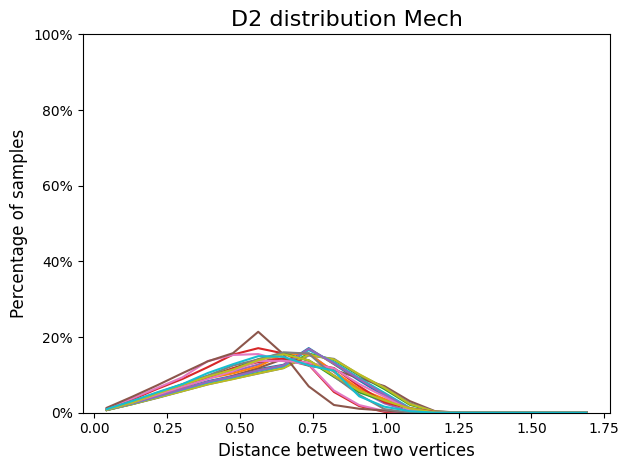 D2 distribution Mech
100%
80%
60%
40%
20%
0%
Percentage of samples
0.00 0.25 0.50 0.75 1.00 1.25 1.50 1.75
Distance between two vertices